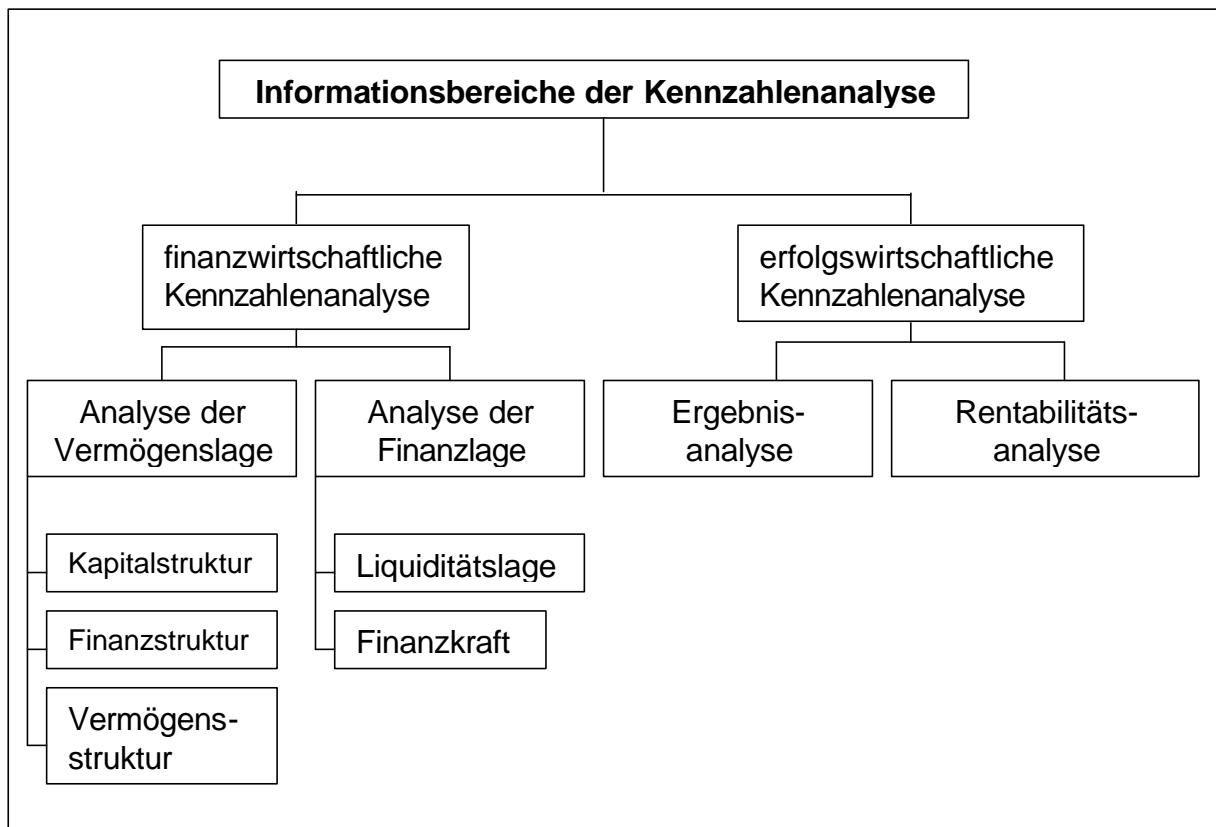 Informationsbereiche der Kennzahlenanalyse
finanzwirtschaftliche
Kennzahlenanalyse
erfolgswirtschaftliche
Kennzahlenanalyse
Analyse der
Vermögenslage
Analyse der
Finanzlage
Ergebnis-
analyse
Rentabilitäts-
analyse
Kapitalstruktur
Finanzstruktur
Vermögens-
struktur
Liquiditätslage
Finanzkraft